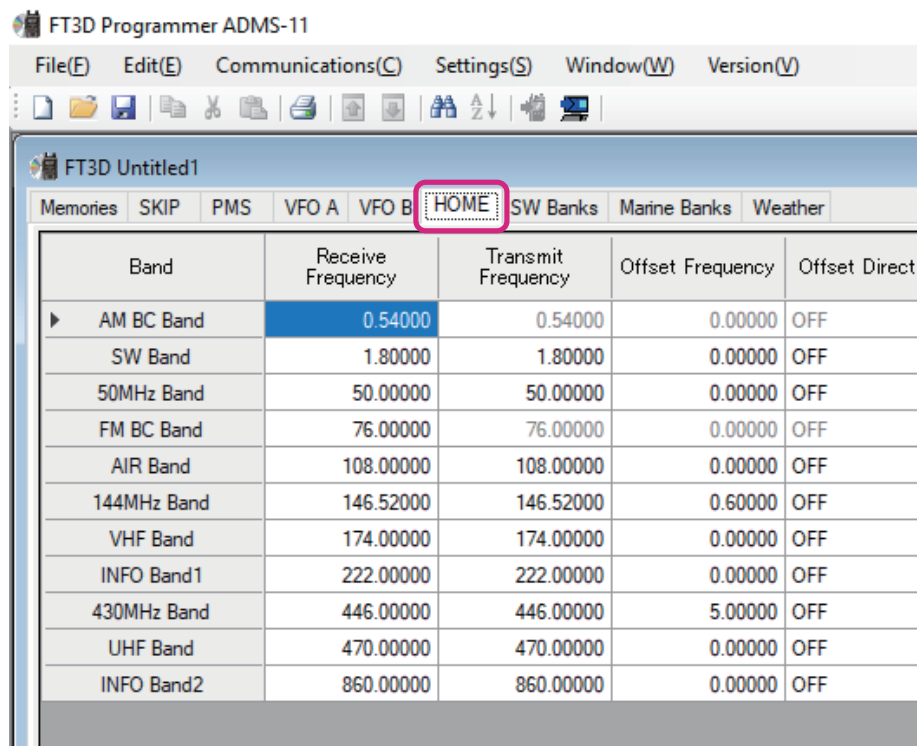 FT3D Programmer ADMS-11
File(F) Edit(E) Communications(C) Settings(S) Window(W) Version(V)
FT3D Untitled1
Memories SKIP PMS VFO A VFO B HOME SW Banks Marine Banks Weather
Band Receive Frequency Transmit Frequency Offset Frequency Offset Direct
AM BC Band 0.54000 0.54000 0.00000 OFF
SW Band 1.80000 1.80000 0.00000 OFF
50MHz Band 50.00000 50.00000 0.00000 OFF
FM BC Band 76.00000 76.00000 0.00000 OFF
AIR Band 108.00000 108.00000 0.00000 OFF
144MHz Band 146.52000 146.52000 0.60000 OFF
VHF Band 174.00000 174.00000 0.00000 OFF
INFO Band1 222.00000 222.00000 0.00000 OFF
430MHz Band 446.00000 446.00000 5.00000 OFF
UHF Band 470.00000 470.00000 0.00000 OFF
INFO Band2 860.00000 860.00000 0.00000 OFF